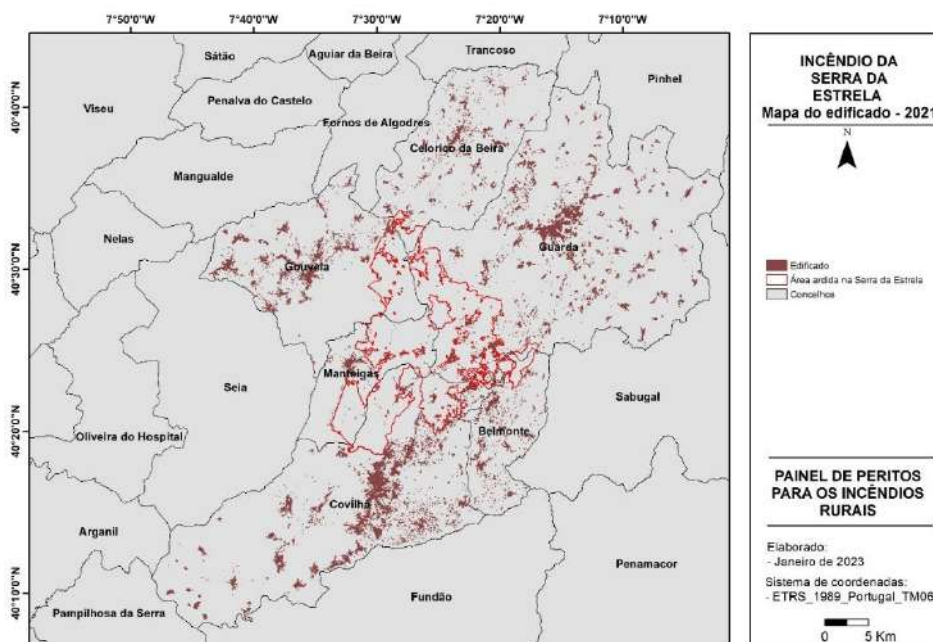 7°50'0"W 7°40'0"W 7°30'0"W 7°20'0"W 7°10'0"W
Sátão
Aguiar da Beira
Trancoso
Pinhel
Viseu
Penalva do Castelo
Fornos de Algodres
Celorico da Beira
Mangualde
Nelas
Guarda
Gouveia
Manteigas
Seia
Sabugal
Oliveira do Hospital
Belmonte
Covilhã
Arganil
Penamacor
Pampilhosa da Serra
Fundão
40°40'0"N
40°30'0"N
40°20'0"N
40°10'0"N
INCÊNDIO DA
SERRA DA
ESTRELA
Mapa do edificado - 2021
N
Edificado
Área ardida na Serra da Estrela
Concelhos
PAINEL DE PERITOS
PARA OS INCÊNDIOS
RURAIS
Elaborado:
- Janeiro de 2023
Sistema de coordenadas:
- ETRS_1989_Portugal_TM06
0 5 Km